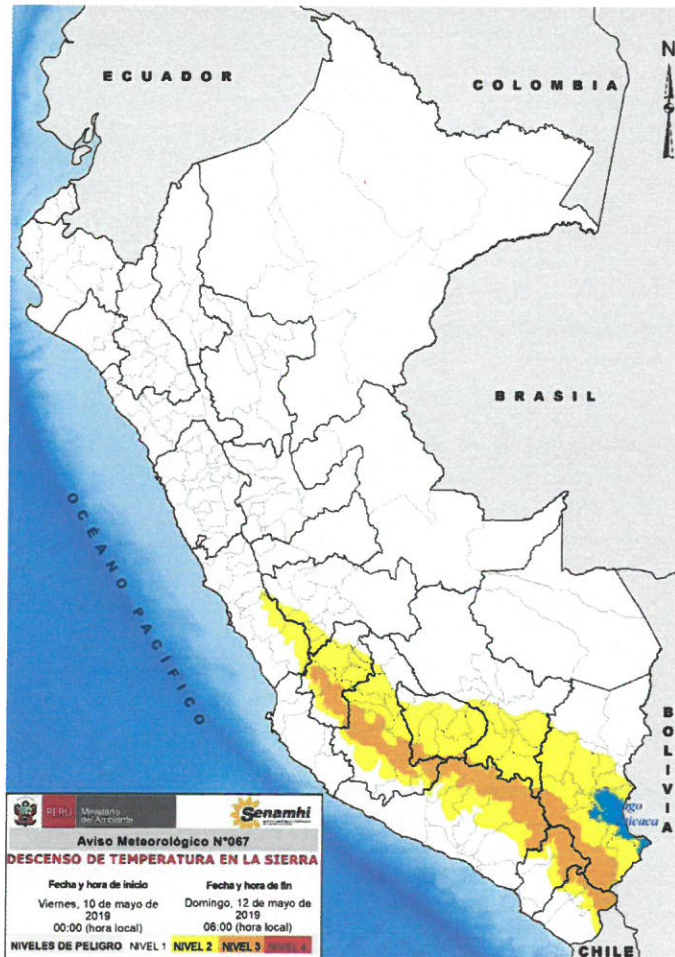 ECUADOR
COLOMBIA
N
BRASIL
OCÉANO PACÍFICO
BOLIVIA
CHILE
PERÚ Ministerio del Ambiente
Senamhi
Aviso Meteorológico N°067
DESCENSO DE TEMPERATURA EN LA SIERRA
Fecha y hora de inicio
Viernes, 10 de mayo de
2019
00:00 (hora local)
Fecha y hora de fin
Domingo, 12 de mayo de
2019
06:00 (hora local)
NIVELES DE PELIGRO NIVEL 1 NIVEL 2 NIVEL 3 NIVEL 4